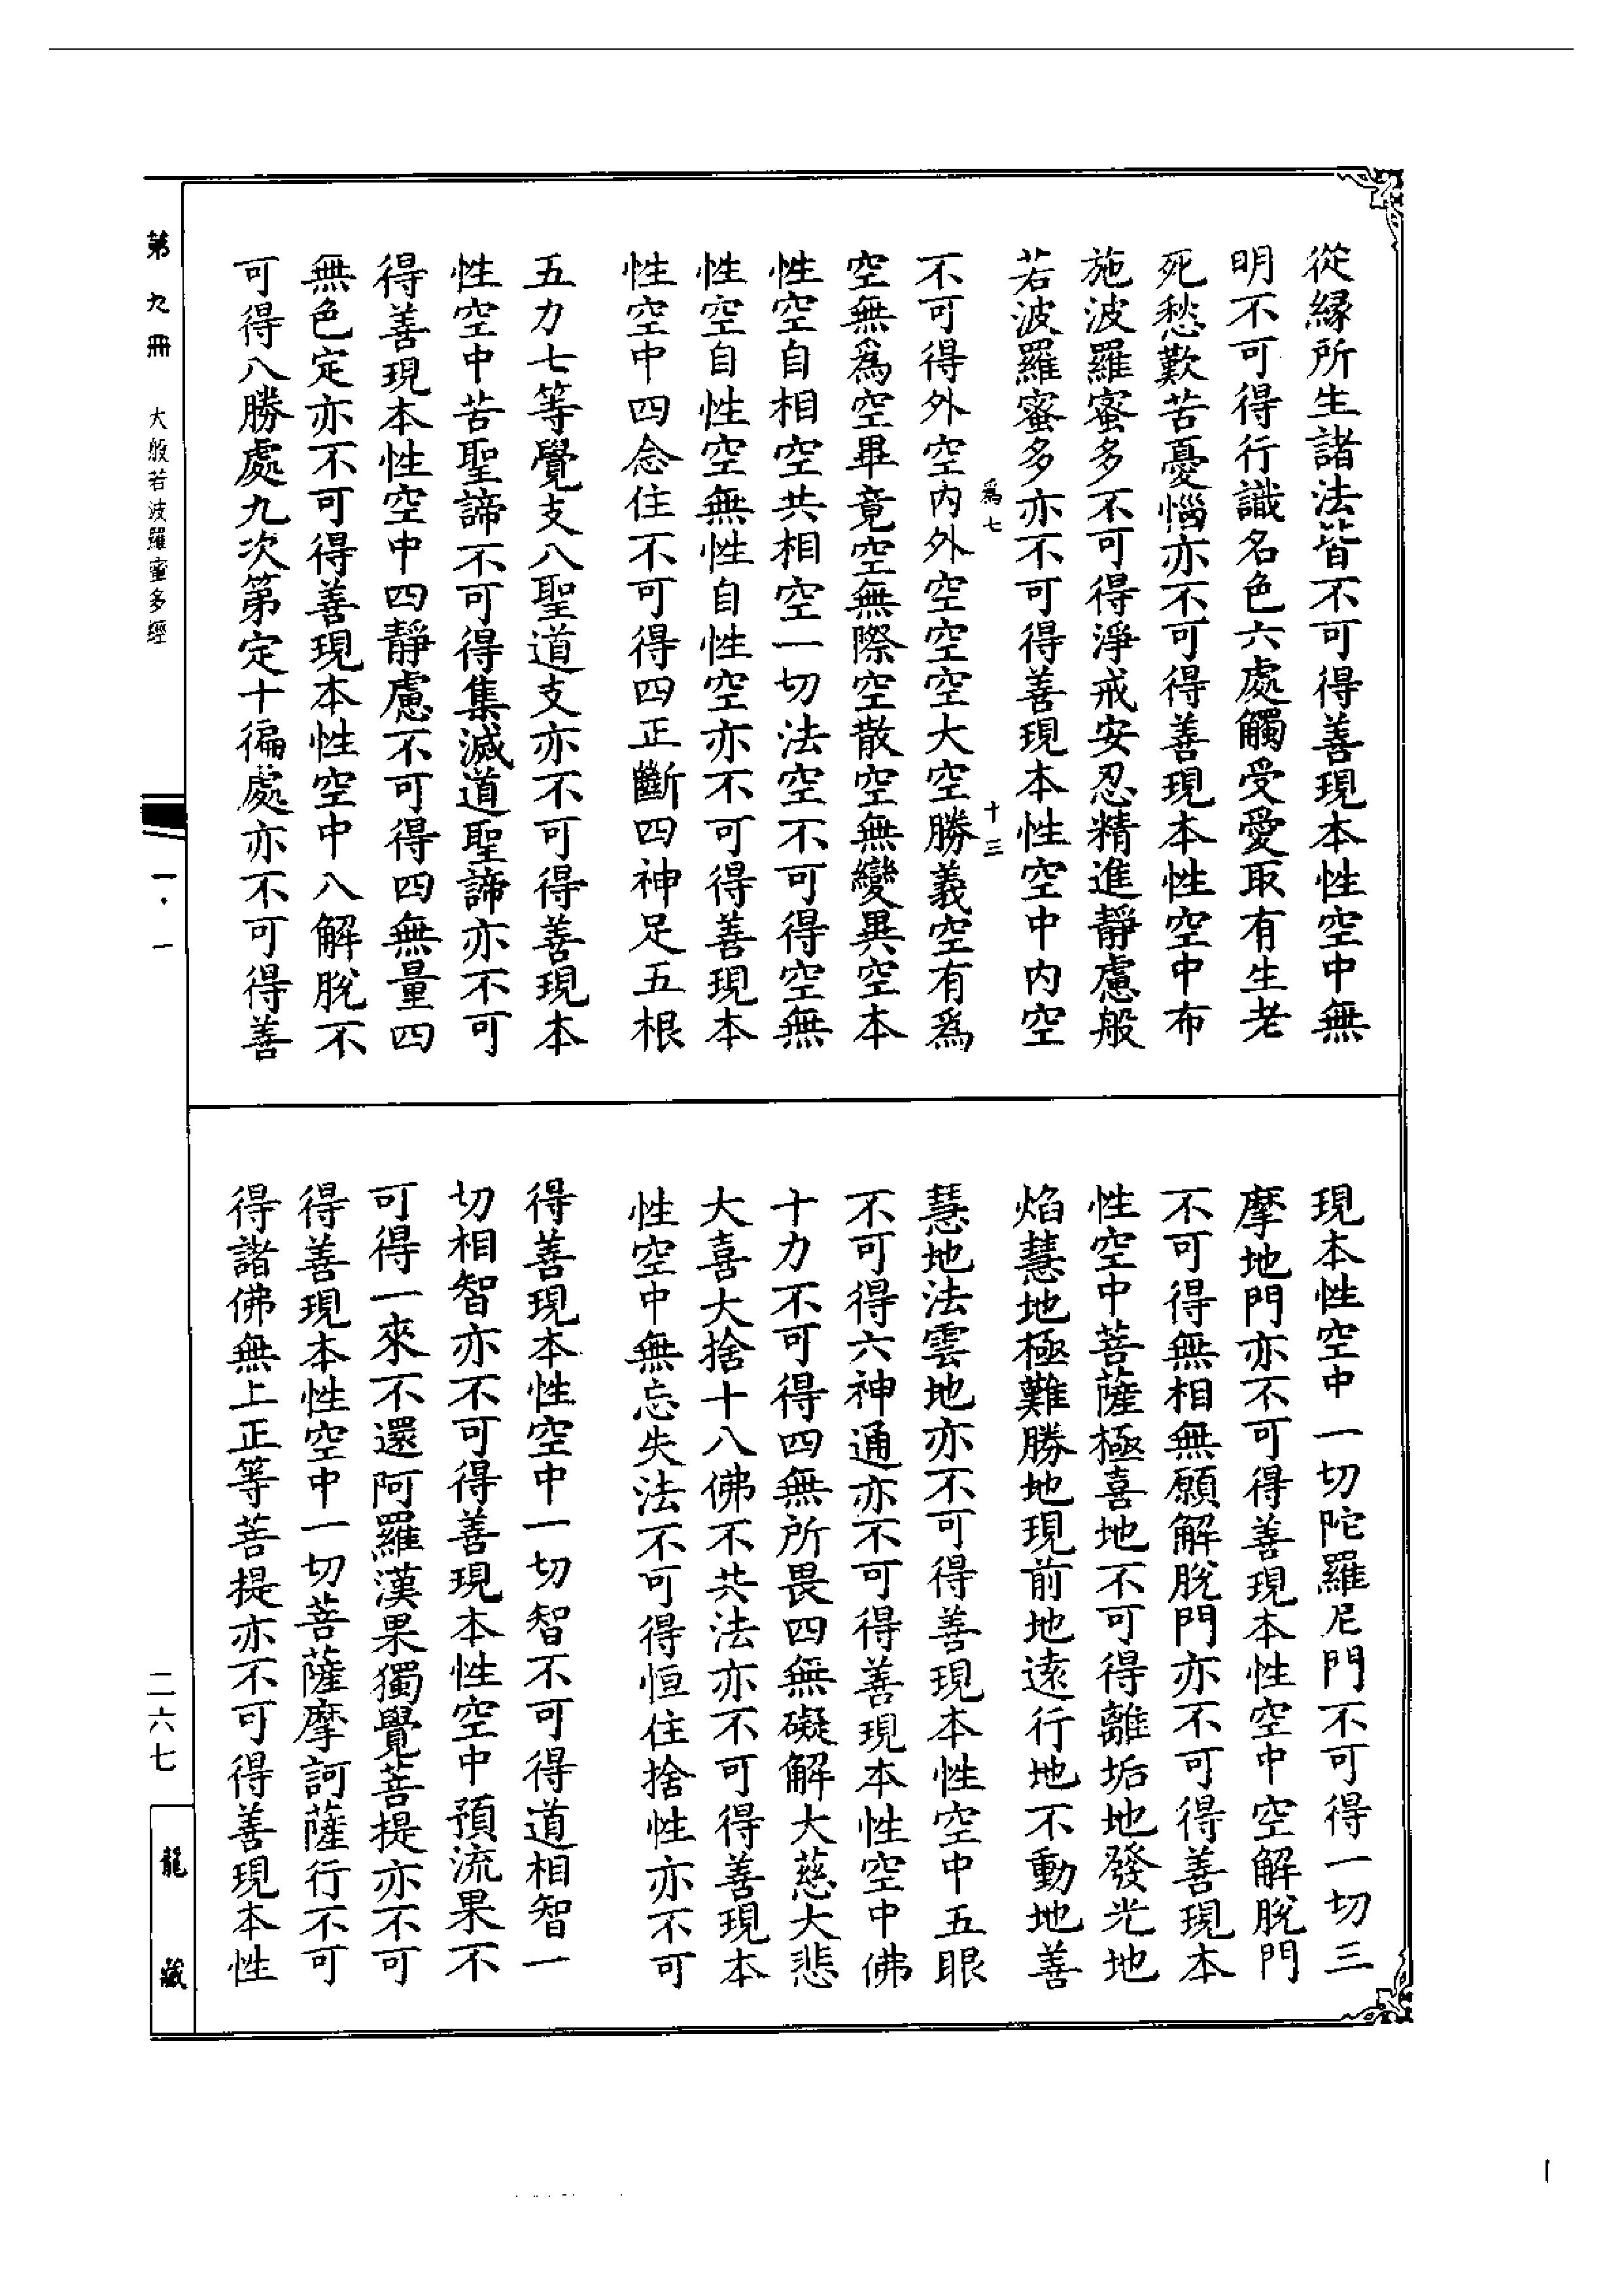 從緣所生諸法皆不可得善現本性空中無
明不可得行識名色六處觸受愛取有生老
死愁歎苦憂惱亦不可得善現本性空中布
施波羅蜜多不可得淨戒安忍精進靜慮般
若波羅蜜多亦不可得善現本性空中內空
爲七 十三
不可得外空內外空空空大空勝義空有爲
空無爲空畢竟空無際空散空無變異空本
性空自相空共相空一切法空不可得空無
性空自性空無性自性空亦不可得善現本
性空中四念住不可得四正斷四神足五根
五力七等覺支八聖道支亦不可得善現本
性空中苦聖諦不可得集滅道聖諦亦不可
得善現本性空中四靜慮不可得四無量四
無色定亦不可得善現本性空中八解脫不
可得八勝處九次第定十徧處亦不可得善
現本性空中一切陀羅尼門不可得一切三
摩地門亦不可得善現本性空中空解脫門
不可得無相無願解脫門亦不可得善現本
性空中菩薩極喜地不可得離垢地發光地
焰慧地極難勝地現前地遠行地不動地善
慧地法雲地亦不可得善現本性空中五眼
不可得六神通亦不可得善現本性空中佛
十力不可得四無所畏四無礙解大慈大悲
大喜大捨十八佛不共法亦不可得善現本
性空中無忘失法不可得恒住捨性亦不可
得善現本性空中一切智不可得道相智一
切相智亦不可得善現本性空中預流果不
可得一來不還阿羅漢果獨覺菩提亦不可
得善現本性空中一切菩薩摩訶薩行不可
得諸佛無上正等菩提亦不可得善現本性
第九冊 大般若波羅蜜多經
一·一
二六七
龍藏